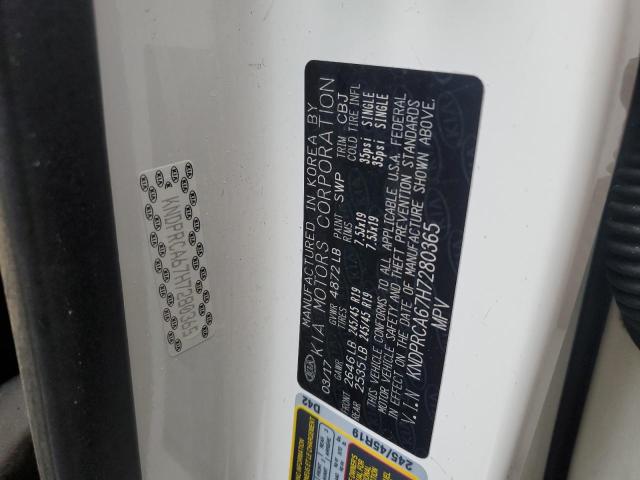 MANUFACTURED IN KOREA BY
KIA MOTORS CORPORATION
03/17 GVWR 4872 LB PAINT SWP TRIM CBJ
GAWR TIRES RIMS COLD TIRE INFL
FRONT 2646 LB 245/45 R19 7.5Jx19 35psi SINGLE
REAR 2535 LB 245/45 R19 7.5Jx19 35psi SINGLE
THIS VEHICLE CONFORMS TO ALL APPLICABLE U.S.A. FEDERAL
MOTOR VEHICLE SAFETY AND THEFT PREVENTION STANDARDS
IN EFFECT ON THE DATE OF MANUFACTURE SHOWN ABOVE.
V.I.N KNDPRCA67H7280365
MPV
KNDPRCA67H7280365
D42
245/45R19